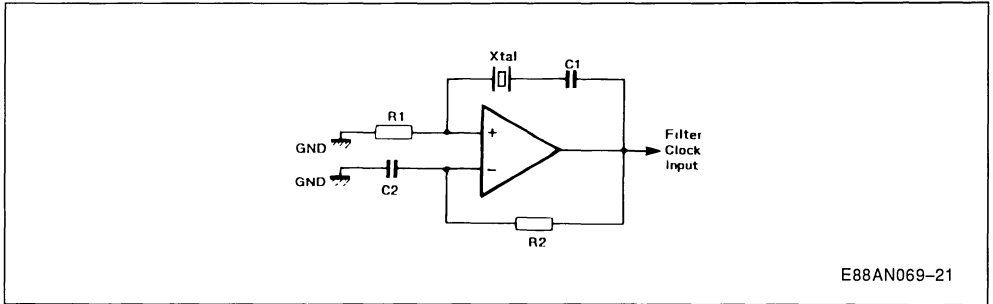 Xtal
C1
R1
+
GND
Filter
Clock
Input
GND
C2
−
R2
E88AN069–21